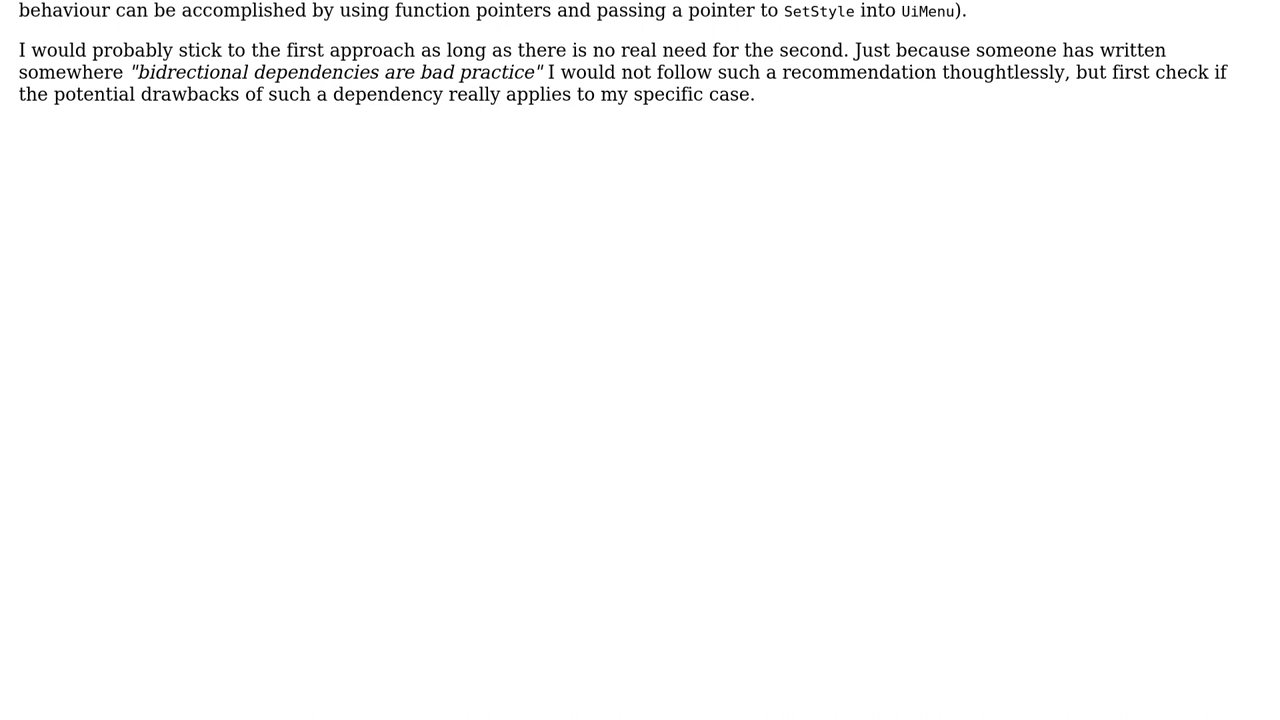 behaviour can be accomplished by using function pointers and passing a pointer to SetStyle into UiMenu).
I would probably stick to the first approach as long as there is no real need for the second. Just because someone has written
somewhere "bidrectional dependencies are bad practice" I would not follow such a recommendation thoughtlessly, but first check if
the potential drawbacks of such a dependency really applies to my specific case.